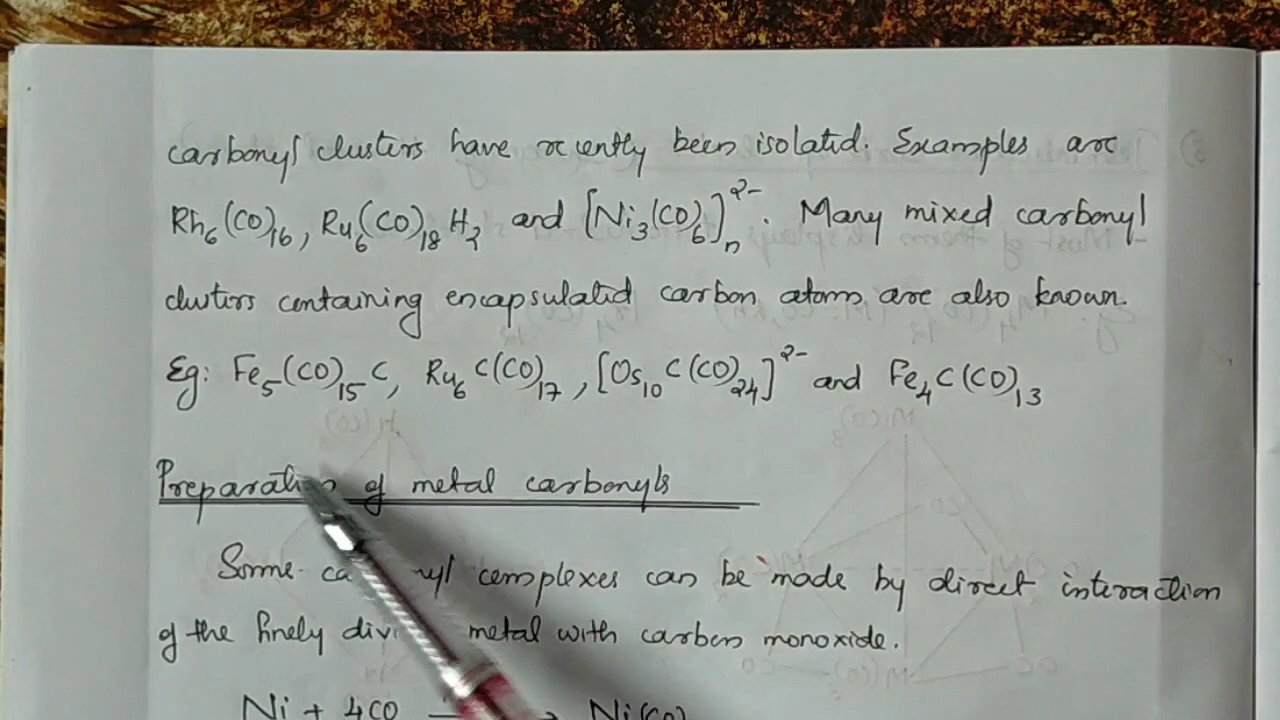 carbonyl clusters have recently been isolated. Examples are
Rh₆(CO)₁₆, Ru₆(CO)₁₈H₂ and [Ni₃(CO)₆]ₙ²⁻. Many mixed carbonyl
clusters containing encapsulated carbon atoms are also known.
Eg: Fe₅(CO)₁₅C, Ru₆C(CO)₁₇, [Os₁₀C(CO)₂₄]²⁻ and Fe₄C(CO)₁₃
Preparation of metal carbonyls
Some complexes can be made by direct interaction
of the finely metal with carbon monoxide.
Ni + 4CO → Ni(CO)